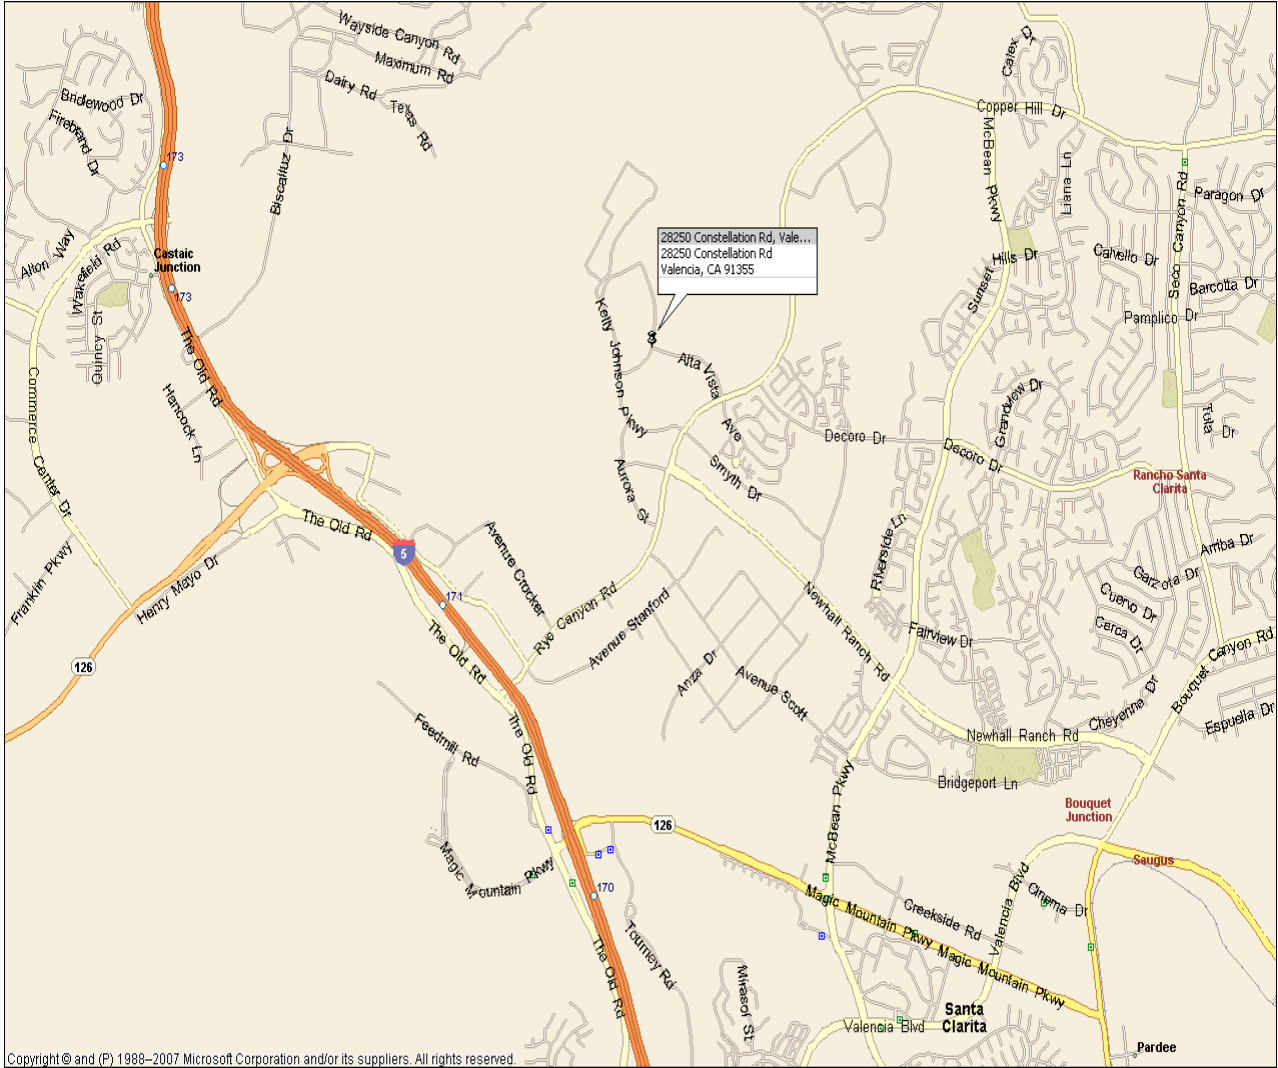 Wayside Canyon Rd
Maximum Rd
Dairy Rd
Texas Rd
Calex Dr
Bridlewood Dr
Firebrand Dr
Copper Hill Dr
McBean Pkwy
173
Biscailuz Dr
Liana Ln
Seco Canyon Rd
Paragon Dr
Alton Way
Wakefield Rd
Castaic
Junction
28250 Constellation Rd, Vale...
28250 Constellation Rd
Valencia, CA 91355
Hills Dr
Calvello Dr
Sunset
Barcotta Dr
173
Quincy St
Kelly Johnson Pkwy
Pamplico Dr
The Old Rd
Alta Vista
Ave
Commerce Center Dr
Hancock Ln
Grandview Dr
Tula Dr
Decoro Dr
Decoro Dr
Smyth Dr
Aurora St
Rancho Santa
Clarita
The Old Rd
5
Avenue Crocker
Riverside Ln
Arriba Dr
Franklin Pkwy
Henry Mayo Dr
171
Garzota Dr
Cuervo Dr
Cerca Dr
Rye Canyon Rd
Avenue Stanford
Newhall Ranch Rd
Fairview Dr
The Old Rd
126
Anza Dr
Avenue Scott
Bouquet Canyon Rd
Cheyenne Dr
Espuella Dr
Feedmill Rd
The Old Rd
Newhall Ranch Rd
Bridgeport Ln
McBean Pkwy
Bouquet
Junction
126
Magic Mountain Pkwy
170
Saugus
Valencia Blvd
Cinema Dr
Magic Mountain Pkwy
Creekside Rd
Magic Mountain Pkwy
The Old Rd
Tourney Rd
Mirasol St
Valencia Blvd
Santa
Clarita
Pardee
Copyright © and (P) 1988–2007 Microsoft Corporation and/or its suppliers. All rights reserved.